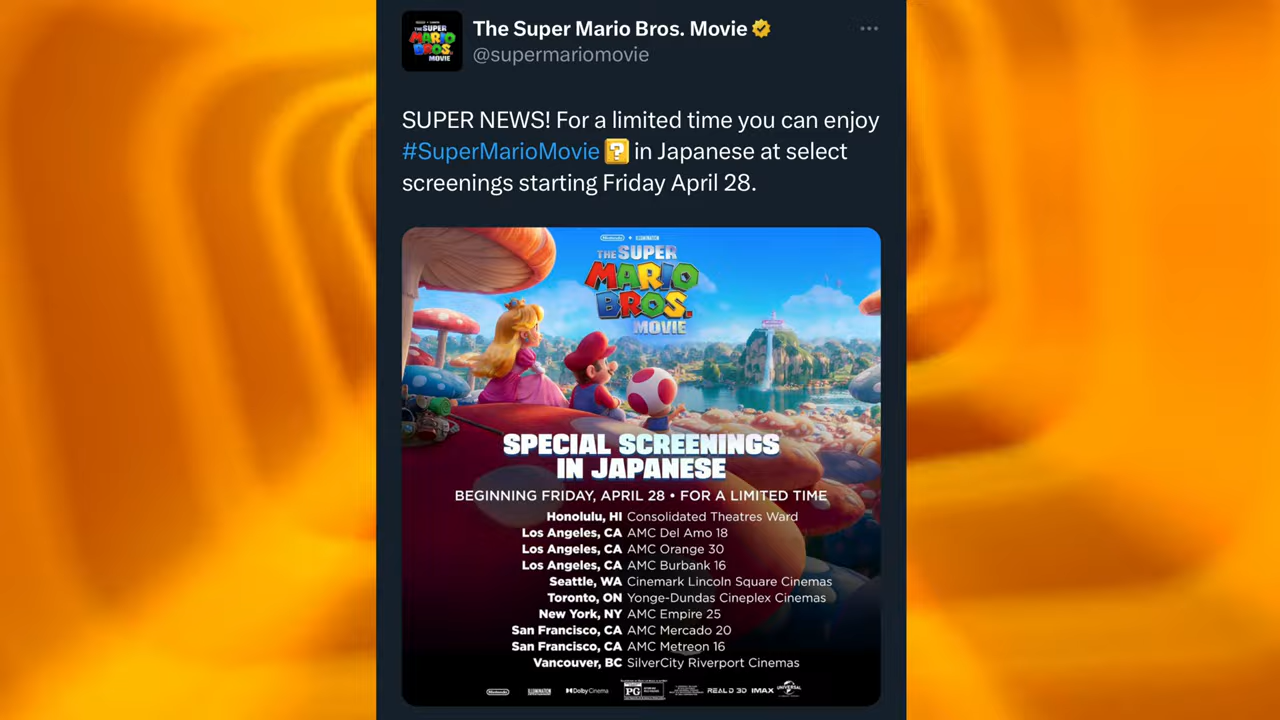 The Super Mario Bros. Movie
@supermariomovie
SUPER NEWS! For a limited time you can enjoy
#SuperMarioMovie in Japanese at select
screenings starting Friday April 28.
Nintendo
THE SUPER
MARIO
BROS.
MOVIE
SPECIAL SCREENINGS
IN JAPANESE
BEGINNING FRIDAY, APRIL 28 • FOR A LIMITED TIME
Honolulu, HI Consolidated Theatres Ward
Los Angeles, CA AMC Del Amo 18
Los Angeles, CA AMC Orange 30
Los Angeles, CA AMC Burbank 16
Seattle, WA Cinemark Lincoln Square Cinemas
Toronto, ON Yonge-Dundas Cineplex Cinemas
New York, NY AMC Empire 25
San Francisco, CA AMC Mercado 20
San Francisco, CA AMC Metreon 16
Vancouver, BC SilverCity Riverport Cinemas
Nintendo Dolby Cinema PG REAL D 3D IMAX UNIVERSAL